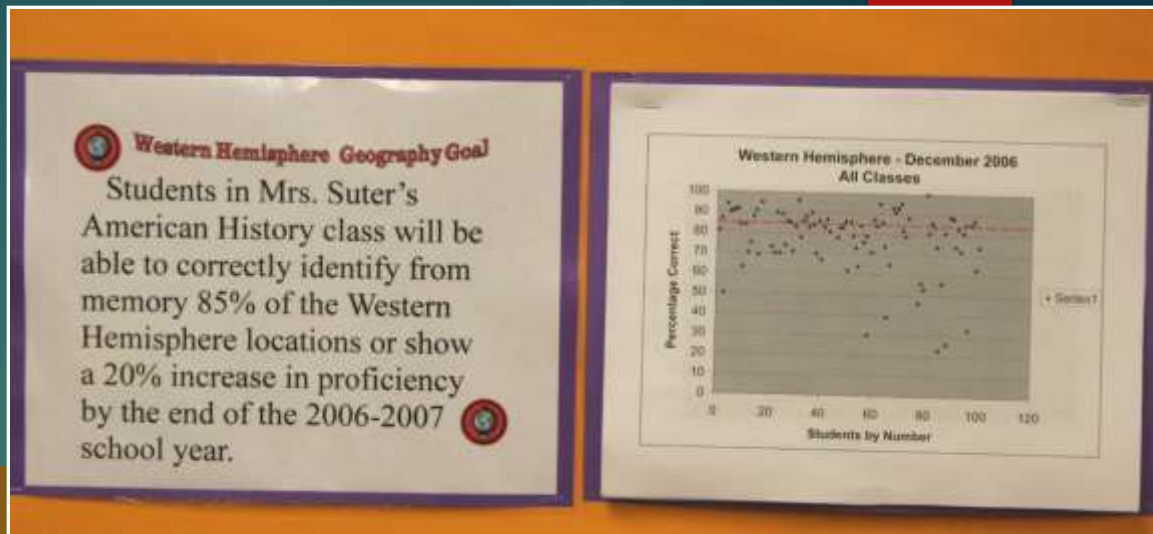 Western Hemisphere Geography Goal
Students in Mrs. Suter's
American History class will be
able to correctly identify from
memory 85% of the Western
Hemisphere locations or show
a 20% increase in proficiency
by the end of the 2006-2007
school year.
Western Hemisphere - December 2006
All Classes
Percentage Correct
100
90
80
70
60
50
40
30
20
10
0
0 20 40 60 80 100 120
Students by Number
Series1